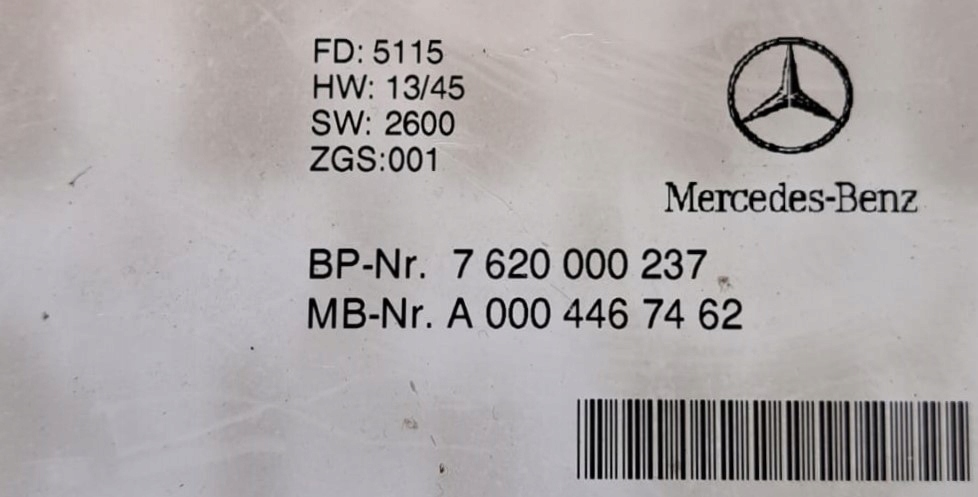 FD: 5115
HW: 13/45
SW: 2600
ZGS:001
Mercedes-Benz
BP-Nr. 7 620 000 237
MB-Nr. A 000 446 74 62